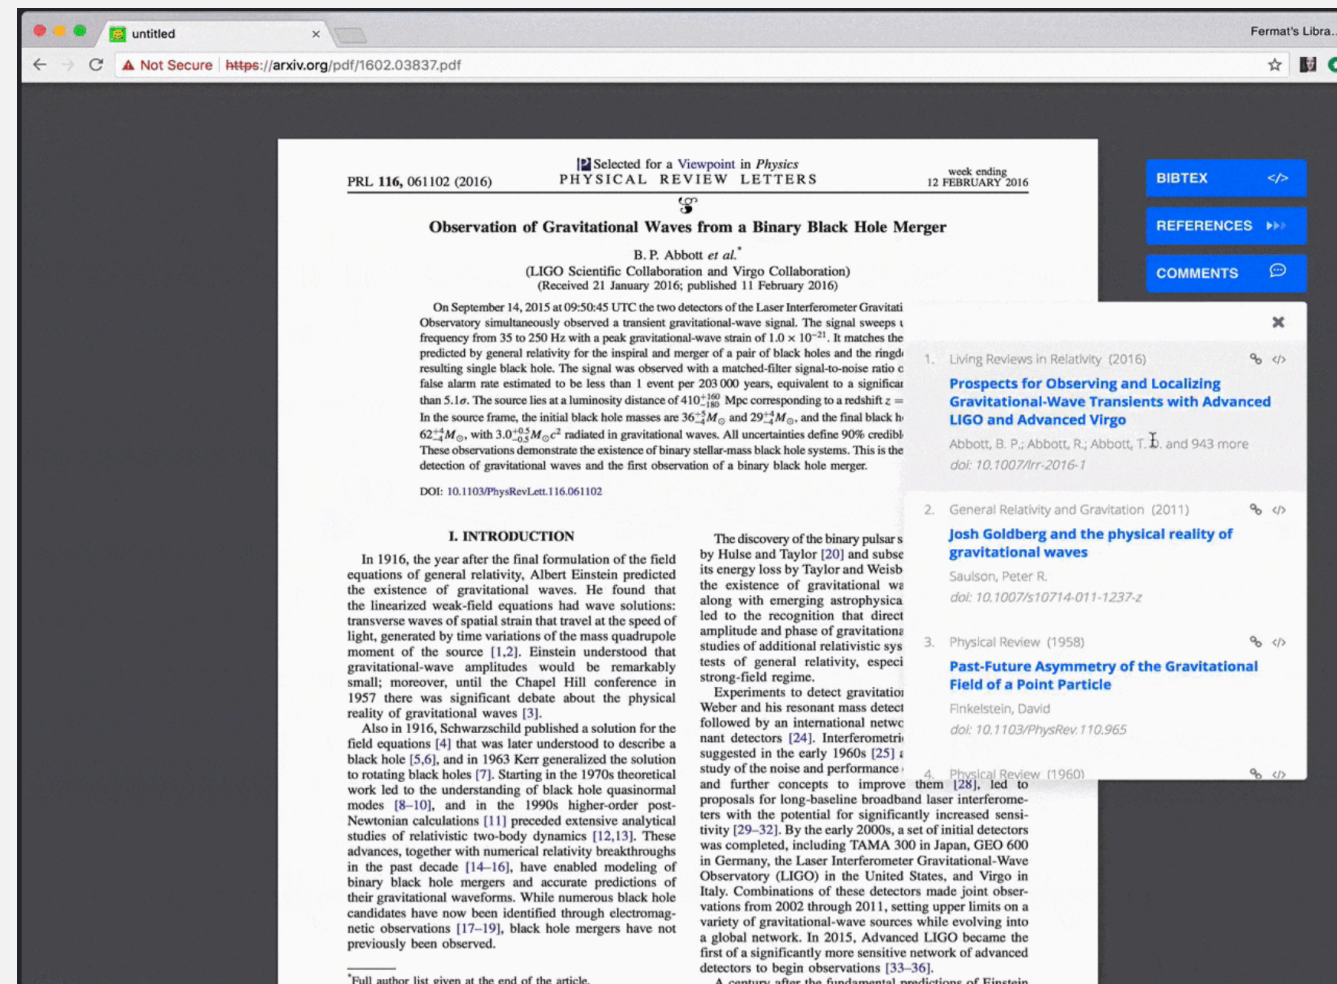 untitled
Fermat's Libra...
Not Secure https://arxiv.org/pdf/1602.03837.pdf
Selected for a Viewpoint in Physics
PRL 116, 061102 (2016)
PHYSICAL REVIEW LETTERS
week ending
12 FEBRUARY 2016
Observation of Gravitational Waves from a Binary Black Hole Merger
B. P. Abbott et al.*
(LIGO Scientific Collaboration and Virgo Collaboration)
(Received 21 January 2016; published 11 February 2016)
On September 14, 2015 at 09:50:45 UTC the two detectors of the Laser Interferometer Gravitati
Observatory simultaneously observed a transient gravitational-wave signal. The signal sweeps
frequency from 35 to 250 Hz with a peak gravitational-wave strain of 1.0 × 10⁻²¹. It matches the
predicted by general relativity for the inspiral and merger of a pair of black holes and the ringd
resulting single black hole. The signal was observed with a matched-filter signal-to-noise ratio
false alarm rate estimated to be less than 1 event per 203 000 years, equivalent to a significan
than 5.1σ. The source lies at a luminosity distance of 410+160−180 Mpc corresponding to a redshift z =
In the source frame, the initial black hole masses are 36+5−4M⊙ and 29+4−4M⊙, and the final black h
62+4−4M⊙, with 3.0+0.5−0.5M⊙c² radiated in gravitational waves. All uncertainties define 90% credibl
These observations demonstrate the existence of binary stellar-mass black hole systems. This is the
detection of gravitational waves and the first observation of a binary black hole merger.
DOI: 10.1103/PhysRevLett.116.061102
I. INTRODUCTION
In 1916, the year after the final formulation of the field
equations of general relativity, Albert Einstein predicted
the existence of gravitational waves. He found that
the linearized weak-field equations had wave solutions:
transverse waves of spatial strain that travel at the speed of
light, generated by time variations of the mass quadrupole
moment of the source [1,2]. Einstein understood that
gravitational-wave amplitudes would be remarkably
small; moreover, until the Chapel Hill conference in
1957 there was significant debate about the physical
reality of gravitational waves [3].
Also in 1916, Schwarzschild published a solution for the
field equations [4] that was later understood to describe a
black hole [5,6], and in 1963 Kerr generalized the solution
to rotating black holes [7]. Starting in the 1970s theoretical
work led to the understanding of black hole quasinormal
modes [8–10], and in the 1990s higher-order post-
Newtonian calculations [11] preceded extensive analytical
studies of relativistic two-body dynamics [12,13]. These
advances, together with numerical relativity breakthroughs
in the past decade [14–16], have enabled modeling of
binary black hole mergers and accurate predictions of
their gravitational waveforms. While numerous black hole
candidates have now been identified through electromag-
netic observations [17–19], black hole mergers have not
previously been observed.
*Full author list given at the end of the article.
The discovery of the binary pulsar s
by Hulse and Taylor [20] and subse
its energy loss by Taylor and Weisb
the existence of gravitational wa
along with emerging astrophysica
led to the recognition that direct
amplitude and phase of gravitationa
studies of additional relativistic sys
tests of general relativity, especi
strong-field regime.
Experiments to detect gravitation
Weber and his resonant mass detect
followed by an international netwo
nant detectors [24]. Interferometri
suggested in the early 1960s [25]
study of the noise and performance
and further concepts to improve them [28], led to
proposals for long-baseline broadband laser interferome-
ters with the potential for significantly increased sensi-
tivity [29–32]. By the early 2000s, a set of initial detectors
was completed, including TAMA 300 in Japan, GEO 600
in Germany, the Laser Interferometer Gravitational-Wave
Observatory (LIGO) in the United States, and Virgo in
Italy. Combinations of these detectors made joint obser-
vations from 2002 through 2011, setting upper limits on a
variety of gravitational-wave sources while evolving into
a global network. In 2015, Advanced LIGO became the
first of a significantly more sensitive network of advanced
detectors to begin observations [33–36].
A century after the fundamental predictions of Einstein
BIBTEX </>
REFERENCES
COMMENTS
1. Living Reviews in Relativity (2016) </>
Prospects for Observing and Localizing
Gravitational-Wave Transients with Advanced
LIGO and Advanced Virgo
Abbott, B. P.; Abbott, R.; Abbott, T. D. and 943 more
doi: 10.1007/lrr-2016-1
2. General Relativity and Gravitation (2011) </>
Josh Goldberg and the physical reality of
gravitational waves
Saulson, Peter R.
doi: 10.1007/s10714-011-1237-z
3. Physical Review (1958) </>
Past-Future Asymmetry of the Gravitational
Field of a Point Particle
Finkelstein, David
doi: 10.1103/PhysRev.110.965
4. Physical Review (1960) </>